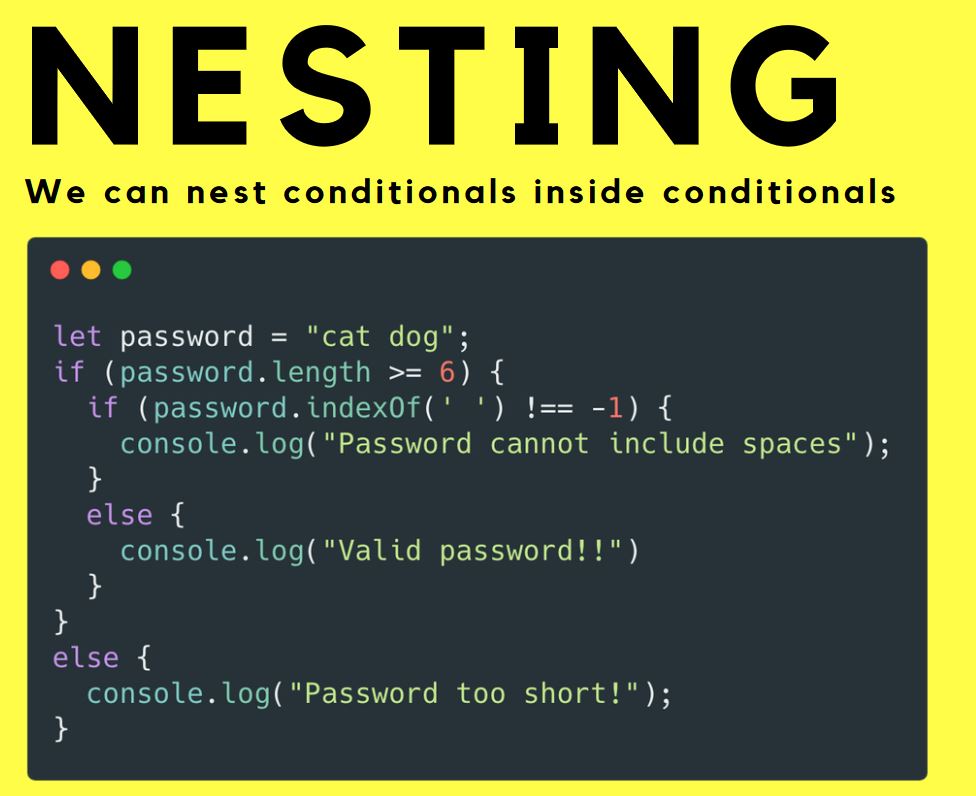 NESTING
We can nest conditionals inside conditionals
let password = "cat dog";
if (password.length >= 6) {
  if (password.indexOf(' ') !== -1) {
    console.log("Password cannot include spaces");
  }
  else {
    console.log("Valid password!!")
  }
}
else {
  console.log("Password too short!");
}